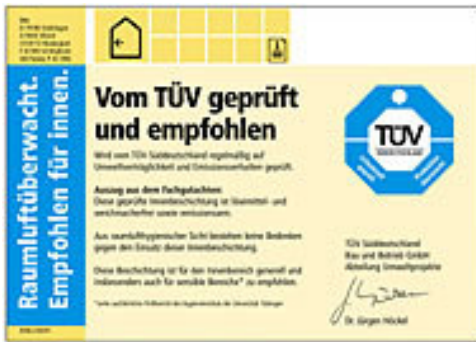 Raumluftüberwacht.
Empfohlen für innen.
Vom TÜV geprüft
und empfohlen
Wird vom TÜV Süddeutschland regelmäßig auf
Umweltverträglichkeit und Emissionsverhalten geprüft.
Auszug aus dem Fachgutachten
Diese geprüfte Innenbeschichtung ist lösemittel- und
weichmacherfrei sowie emissionsarm.
Aus raumlufthygienischer Sicht bestehen keine Bedenken
gegen den Einsatz dieser Innenbeschichtung.
Diese Beschichtung ist für den Innenbereich generell und
insbesondere auch für sensible Bereiche* zu empfehlen.
TÜV
TÜV Süddeutschland
Bau und Betrieb GmbH
Abteilung Umweltprojekte
Dr. Jürgen Höckel